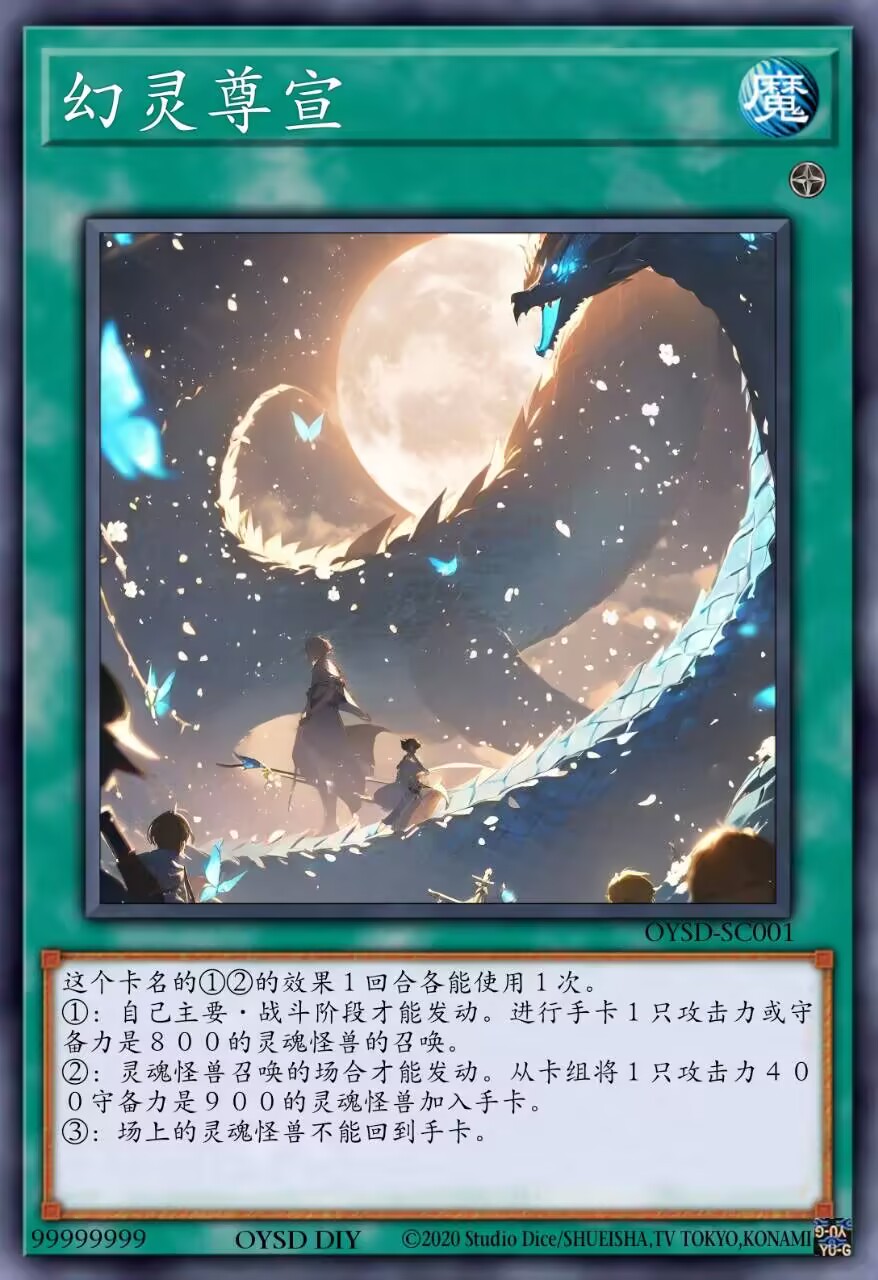 幻灵尊宣
魔
OYSD-SC001
这个卡名的①②的效果１回合各能使用１次。
①：自己主要·战斗阶段才能发动。进行手卡１只攻击力或守
备力是８００的灵魂怪兽的召唤。
②：灵魂怪兽召唤的场合才能发动。从卡组将１只攻击力４０
０守备力是９００的灵魂怪兽加入手卡。
③：场上的灵魂怪兽不能回到手卡。
99999999 OYSD DIY ©2020 Studio Dice/SHUEISHA,TV TOKYO,KONAMI
YU-G
YU-G